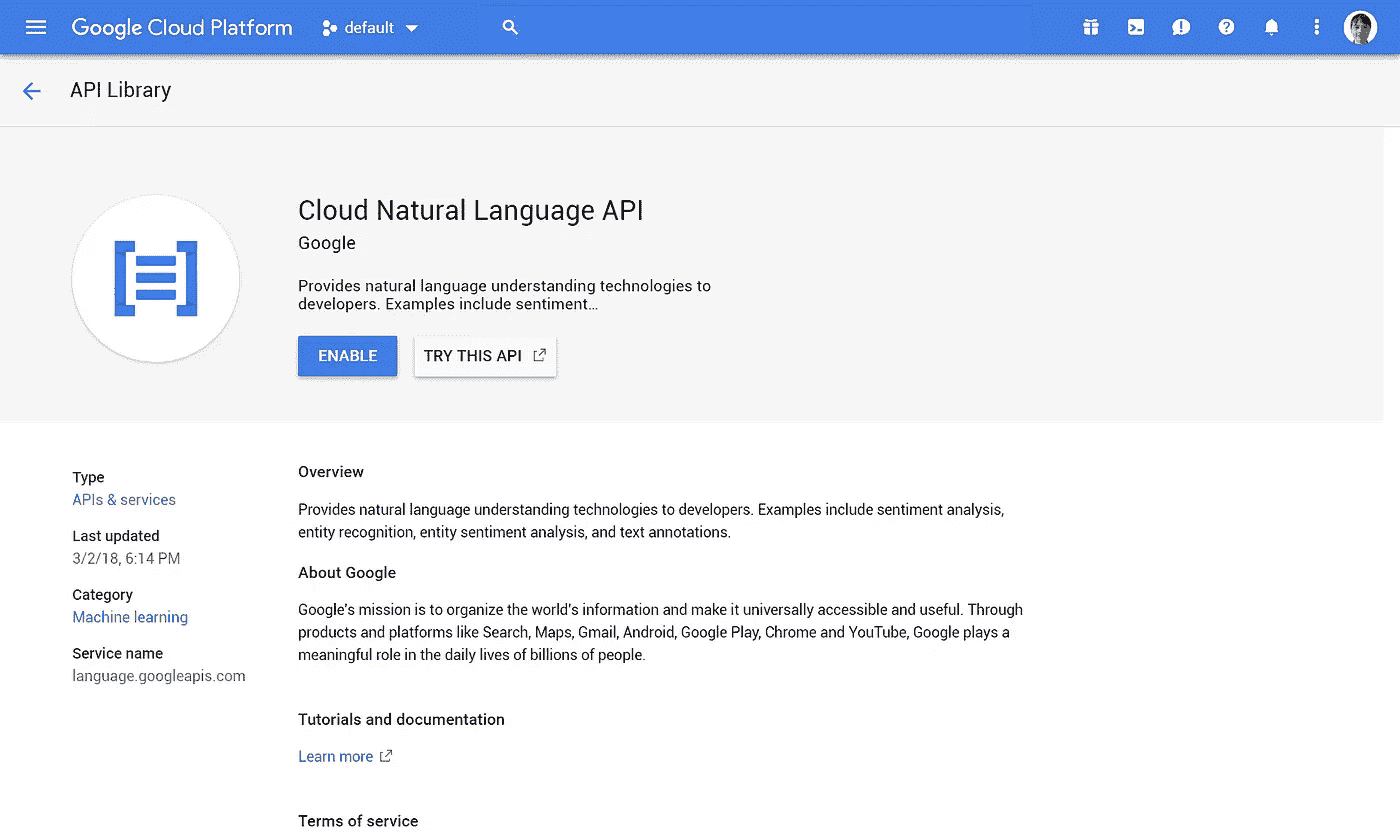 Google Cloud Platform
default
API Library
Cloud Natural Language API
Google
Provides natural language understanding technologies to
developers. Examples include sentiment...
ENABLE
TRY THIS API
Type
APIs & services
Last updated
3/2/18, 6:14 PM
Category
Machine learning
Service name
language.googleapis.com
Overview
Provides natural language understanding technologies to developers. Examples include sentiment analysis,
entity recognition, entity sentiment analysis, and text annotations.
About Google
Google's mission is to organize the world's information and make it universally accessible and useful. Through
products and platforms like Search, Maps, Gmail, Android, Google Play, Chrome and YouTube, Google plays a
meaningful role in the daily lives of billions of people.
Tutorials and documentation
Learn more
Terms of service